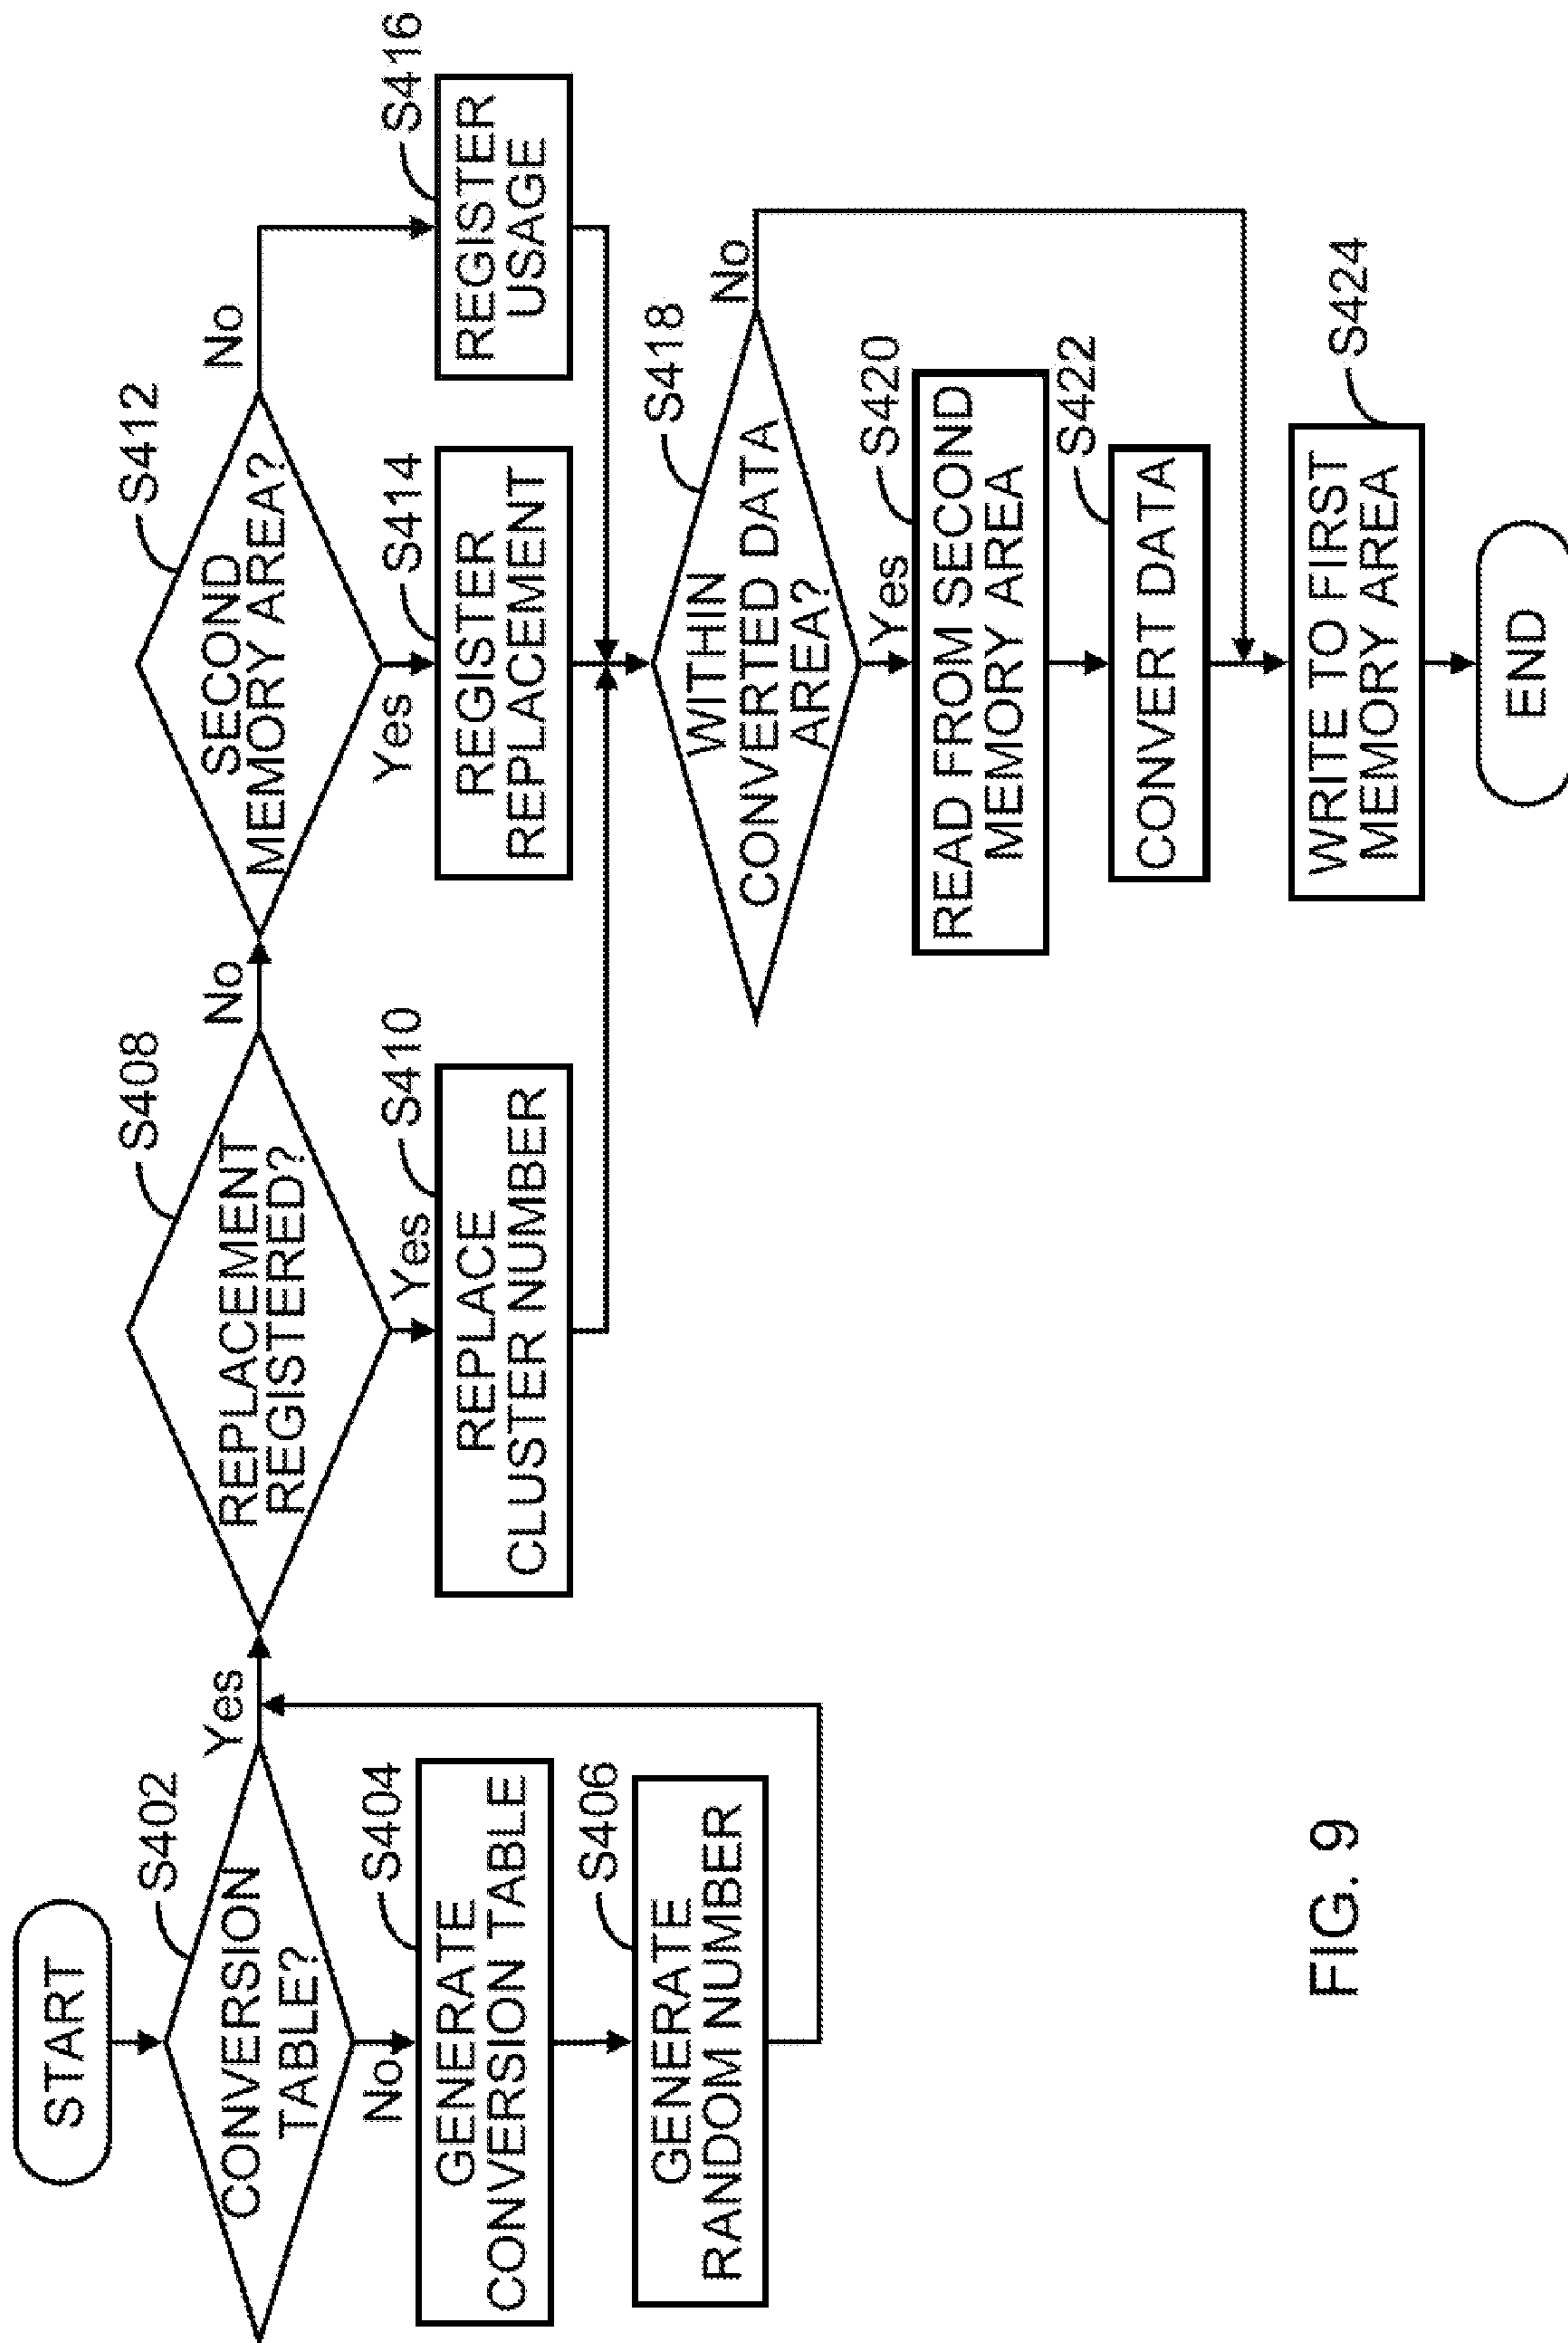 START
S402
CONVERSION
TABLE?
Yes
No
S404
GENERATE
CONVERSION TABLE
S406
GENERATE
RANDOM NUMBER
S408
REPLACEMENT
REGISTERED?
No
Yes
S410
REPLACE
CLUSTER NUMBER
S412
SECOND
MEMORY AREA?
No
Yes
S414
REGISTER
REPLACEMENT
S416
REGISTER
USAGE
S418
WITHIN
CONVERTED DATA
AREA?
No
Yes
S420
READ FROM SECOND
MEMORY AREA
S422
CONVERT DATA
S424
WRITE TO FIRST
MEMORY AREA
END
FIG. 9